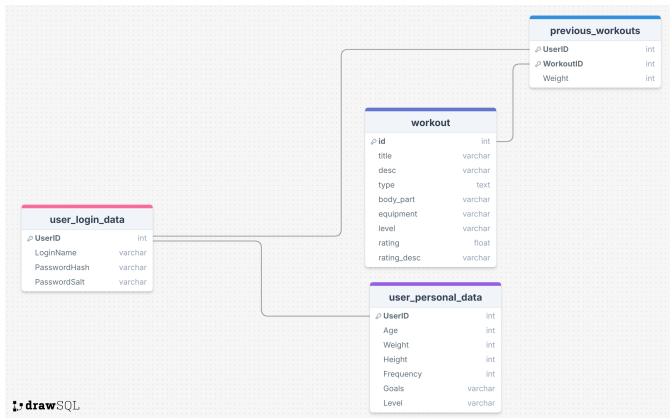 previous_workouts
UserID int
WorkoutID int
Weight int
workout
id int
title varchar
desc varchar
type text
body_part varchar
equipment varchar
level varchar
rating float
rating_desc varchar
user_login_data
UserID int
LoginName varchar
PasswordHash varchar
PasswordSalt varchar
user_personal_data
UserID int
Age int
Weight int
Height int
Frequency int
Goals varchar
Level varchar
drawSQL